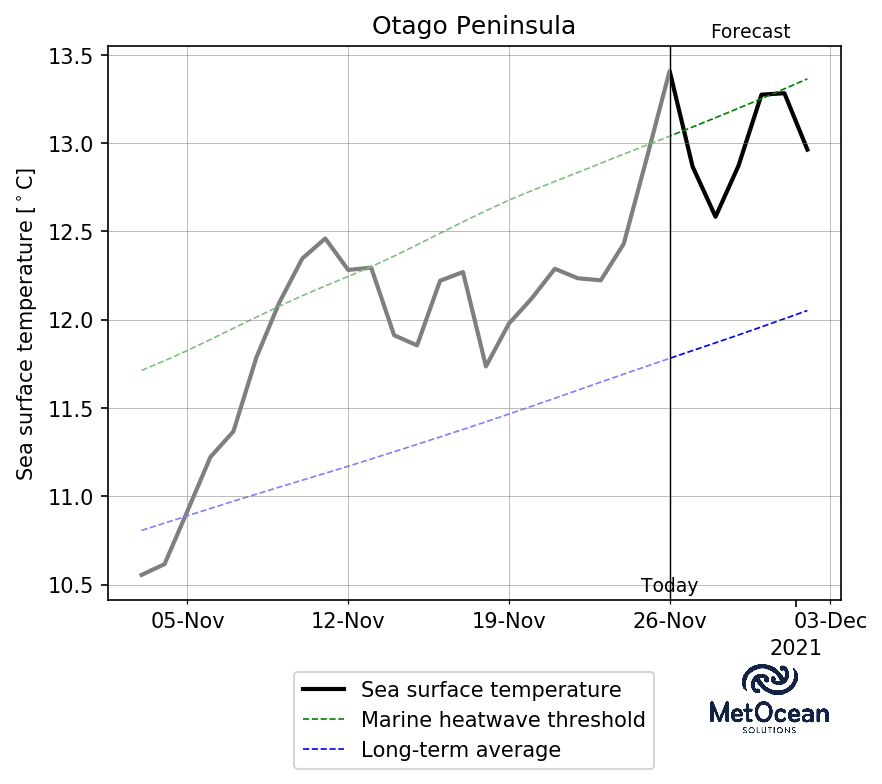 Otago Peninsula
Forecast
Sea surface temperature [°C]
13.5
13.0
12.5
12.0
11.5
11.0
10.5
Today
05-Nov 12-Nov 19-Nov 26-Nov 03-Dec
2021
Sea surface temperature
Marine heatwave threshold
Long-term average
MetOcean
SOLUTIONS